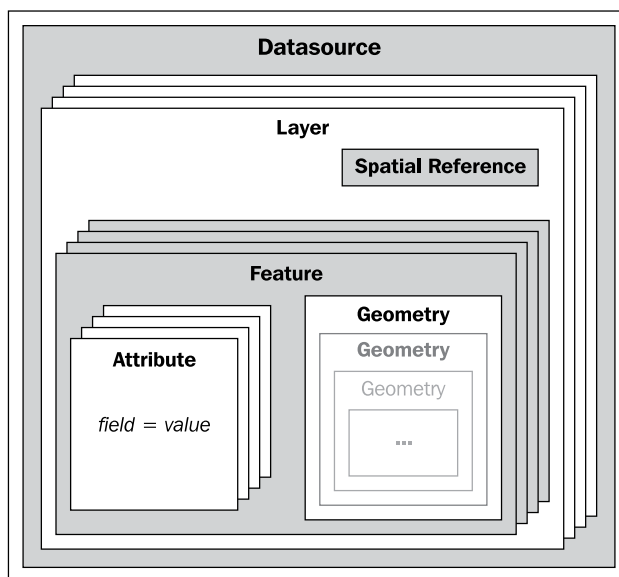 Datasource
Layer
Spatial Reference
Feature
Attribute
field = value
Geometry
Geometry
Geometry
...